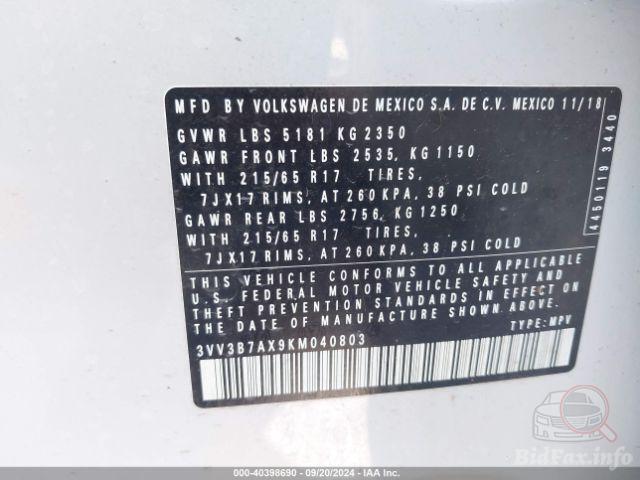 MFD BY VOLKSWAGEN DE MEXICO S.A. DE C.V. MEXICO 11/18
GVWR LBS 5181 KG 2350
GAWR FRONT LBS 2535, KG 1150
WITH 215/65 R17 TIRES,
7JX17 RIMS, AT 260 KPA, 38 PSI COLD
GAWR REAR LBS 2756, KG 1250
WITH 215/65 R17 TIRES,
7JX17 RIMS, AT 260 KPA, 38 PSI COLD
4450119 3440
THIS VEHICLE CONFORMS TO ALL APPLICABLE
U.S. FEDERAL MOTOR VEHICLE SAFETY AND
THEFT PREVENTION STANDARDS IN EFFECT ON
THE DATE OF MANUFACTURE SHOWN ABOVE.
3VV3B7AX9KM040803 TYPE: MPV
000-40398690 - 09/20/2024 - IAA Inc.
BidFax.info